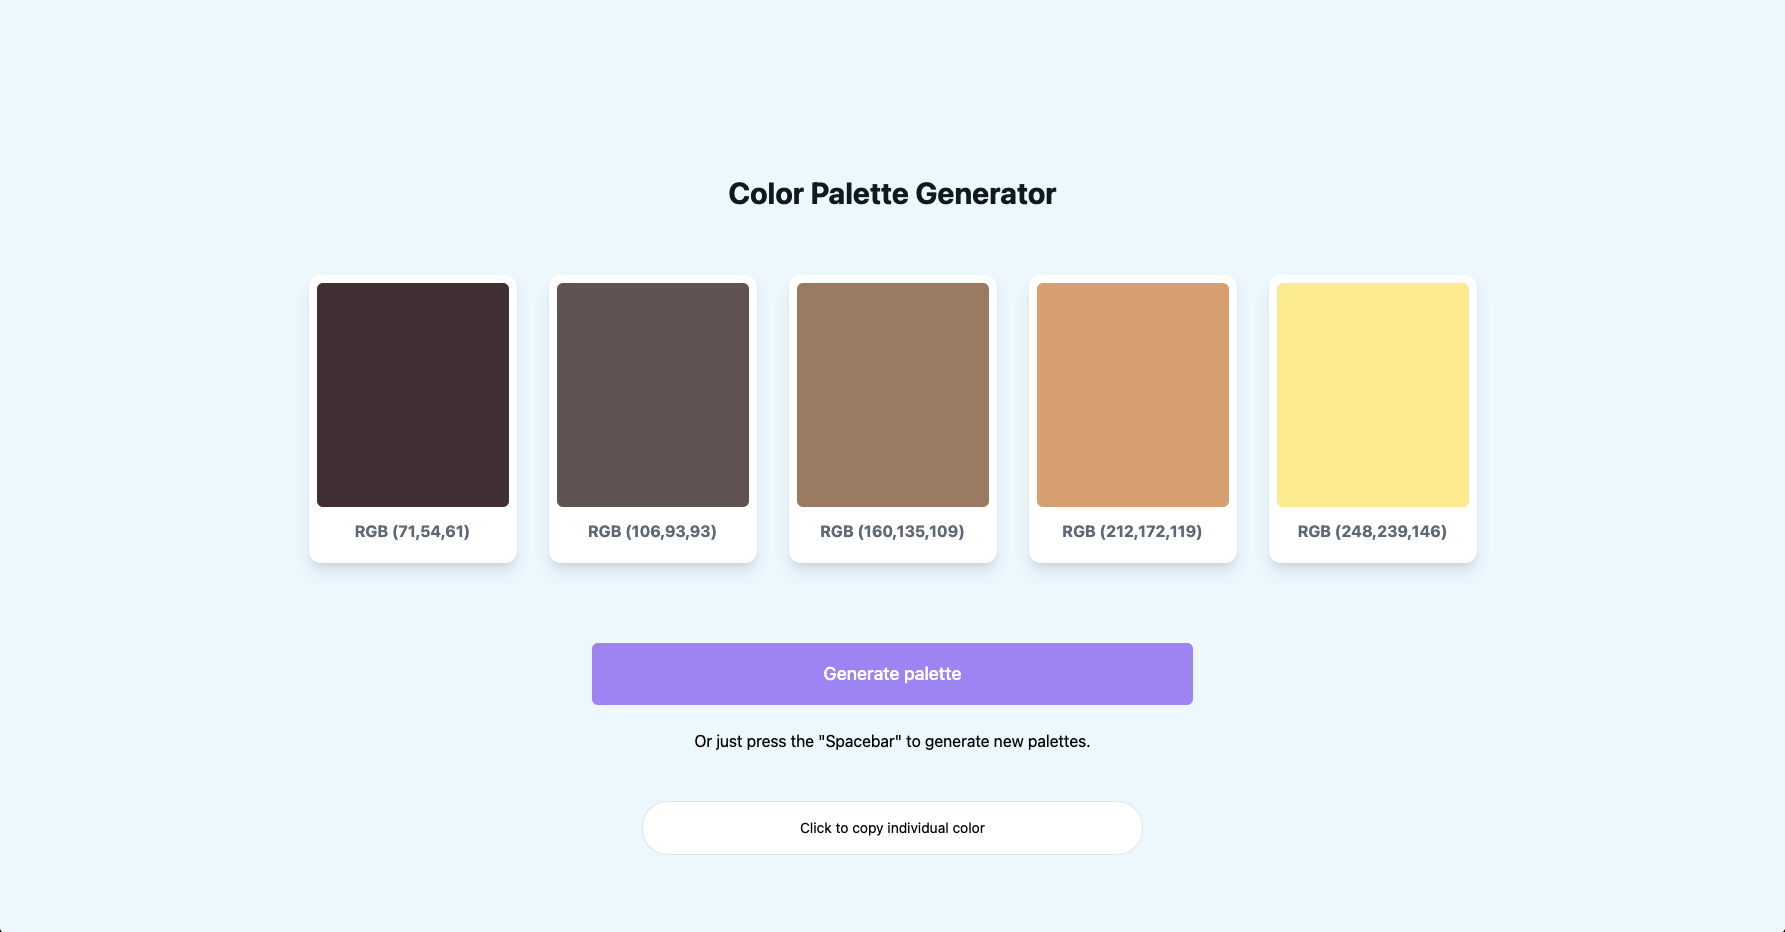 Color Palette Generator
RGB (71,54,61)
RGB (106,93,93)
RGB (160,135,109)
RGB (212,172,119)
RGB (248,239,146)
Generate palette
Or just press the "Spacebar" to generate new palettes.
Click to copy individual color